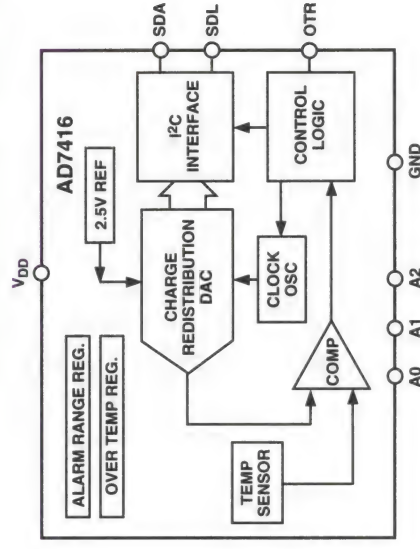 VDD
AD7416
ALARM RANGE REG.
OVER TEMP REG.
2.5V REF
CHARGE
REDISTRIBUTION
DAC
I²C
INTERFACE
SDA
SDL
TEMP
SENSOR
COMP
CLOCK
OSC
CONTROL
LOGIC
OTR
A0
A1
A2
GND